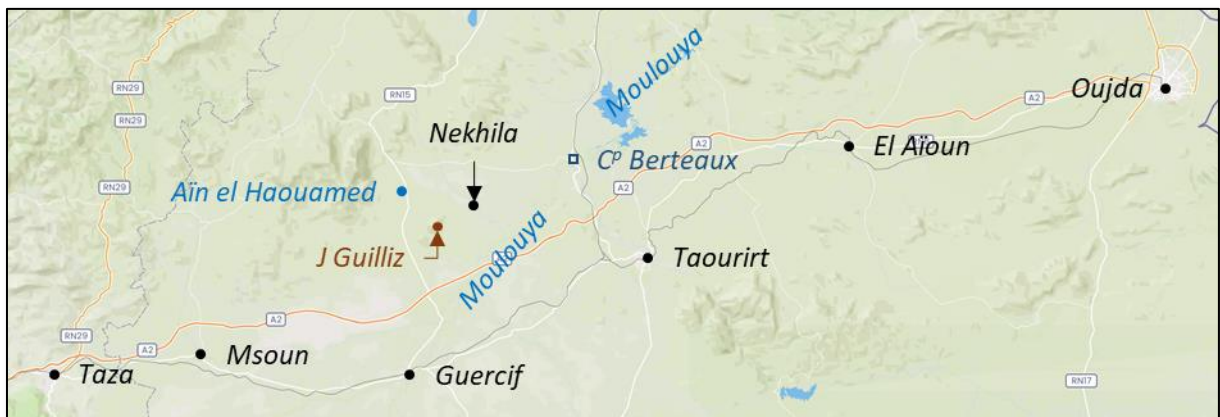 RN29
Moulouya
RN15
Oujda
A2
RN29
Nekhila
A2
El Aïoun
Cᵖ Berteaux
Aïn el Haouamed
A2
J Guilliz
Moulouya
Taourirt
A2
RN29
A2
Msoun
Taza
Guercif
RN17